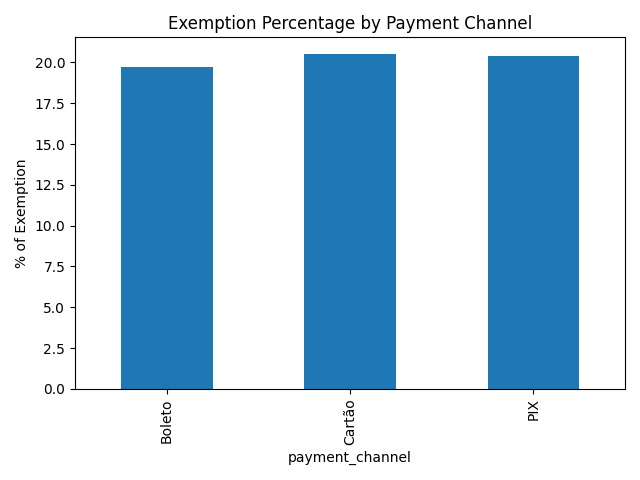 Exemption Percentage by Payment Channel
% of Exemption
20.0
17.5
15.0
12.5
10.0
7.5
5.0
2.5
0.0
Boleto
Cartão
PIX
payment_channel